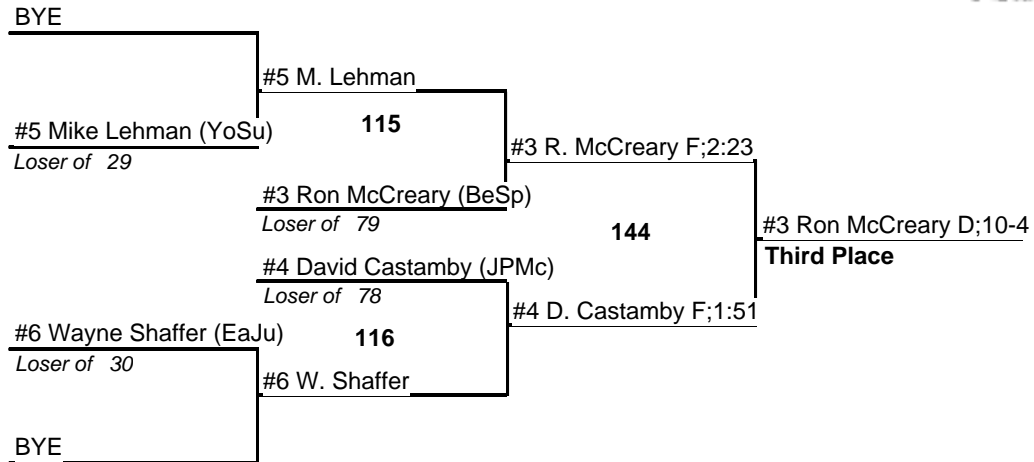 BYE
#5 M. Lehman
115
#5 Mike Lehman (YoSu)
Loser of 29
#3 R. McCreary F;2:23
#3 Ron McCreary (BeSp)
Loser of 79
144
#3 Ron McCreary D;10-4
Third Place
#4 David Castamby (JPMc)
Loser of 78
#4 D. Castamby F;1:51
#6 Wayne Shaffer (EaJu)
116
Loser of 30
#6 W. Shaffer
BYE